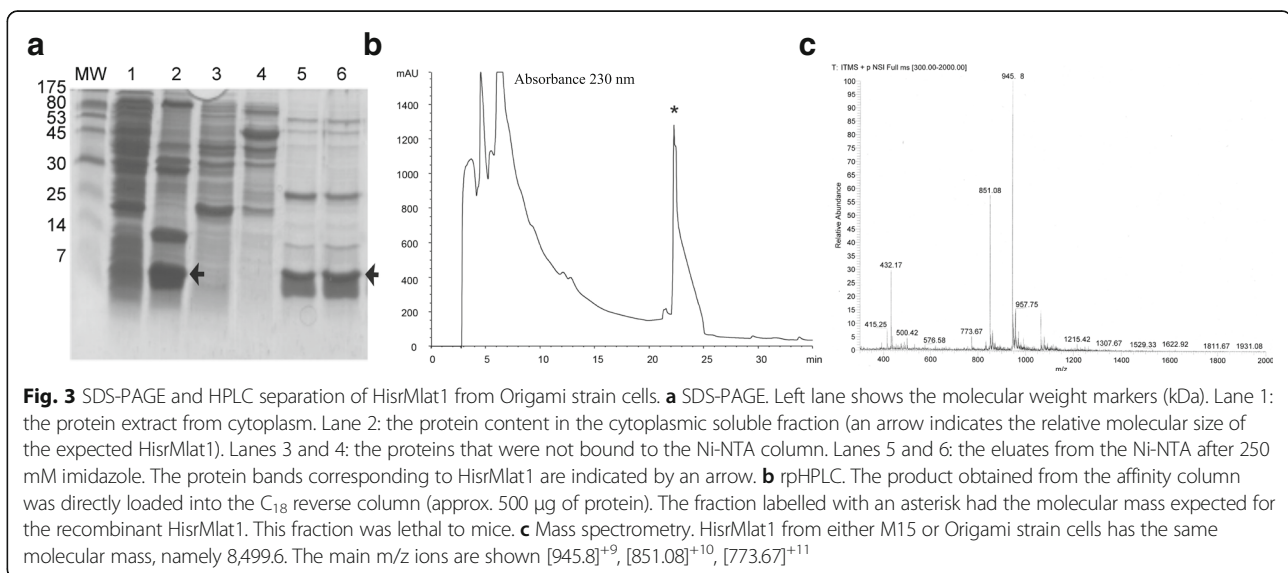 a
MW 1 2 3 4 5 6
175
80
53
45
30
25
14
7
b
mAU
Absorbance 230 nm
*
1400
1200
1000
800
600
400
200
0
0 5 10 15 20 25 30 min
c
T: ITMS + p NSI Full ms [300.00-2000.00]
945. 8
Relative Abundance
100
95
90
85
80
75
70
65
60
55
50
45
40
35
30
25
20
15
10
5
0
851.08
432.17
957.75
415.25
500.42
576.58
773.67
1215.42
1307.67
1529.33
1622.92
1811.67
1931.08
400 600 800 1000 1200 1400 1600 1800 2000
m/z
Fig. 3 SDS-PAGE and HPLC separation of HisrMlat1 from Origami strain cells. a SDS-PAGE. Left lane shows the molecular weight markers (kDa). Lane 1:
the protein extract from cytoplasm. Lane 2: the protein content in the cytoplasmic soluble fraction (an arrow indicates the relative molecular size of
the expected HisrMlat1). Lanes 3 and 4: the proteins that were not bound to the Ni-NTA column. Lanes 5 and 6: the eluates from the Ni-NTA after 250
mM imidazole. The protein bands corresponding to HisrMlat1 are indicated by an arrow. b rpHPLC. The product obtained from the affinity column
was directly loaded into the C₁₈ reverse column (approx. 500 μg of protein). The fraction labelled with an asterisk had the molecular mass expected for
the recombinant HisrMlat1. This fraction was lethal to mice. c Mass spectrometry. HisrMlat1 from either M15 or Origami strain cells has the same
molecular mass, namely 8,499.6. The main m/z ions are shown [945.8]⁺⁹, [851.08]⁺¹⁰, [773.67]⁺¹¹